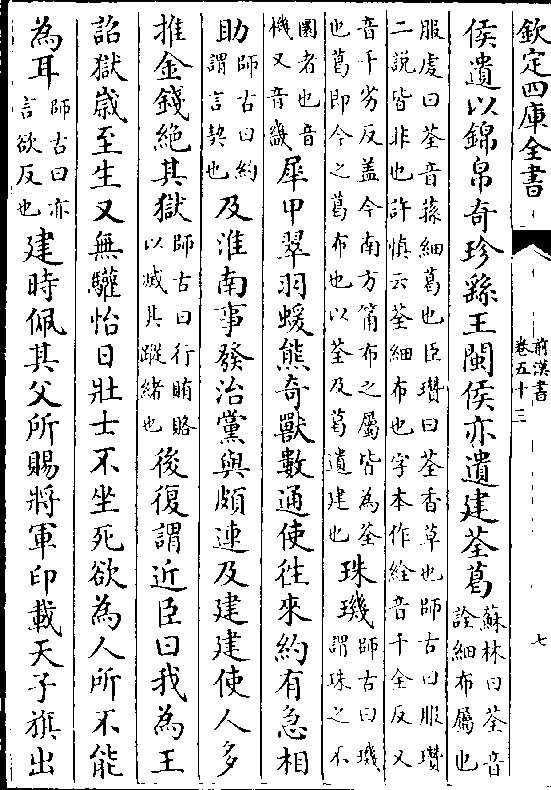 欽定四庫全書
前漢書
卷五十三
七
侯遺以錦帛奇珍繇王閩侯亦遺建荃葛蘇林曰荃音
詮細布屬也
服虔曰荃音蓀細葛也臣瓚曰荃香草也師古曰服瓚
二説皆非也許慎云荃細布也字本作絟音千全反又
音千劣反盖今南方筩布之屬皆為荃
也葛即今之葛布也以荃及葛遺建也珠璣師古曰璣
謂珠之不
圜者也音
機又音畿犀甲翠羽蝯熊奇獸數通使往來約有急相
助師古曰約
謂言契也及淮南事發治黨與頗連及建建使人多
推金錢絶其獄師古曰行賄賂
以滅其蹤緒也後復謂近臣曰我為王
詔獄嵗至生又無驩怡日壯士不坐死欲為人所不能
為耳師古曰亦
言欲反也建時佩其父所賜將軍印載天子旗出